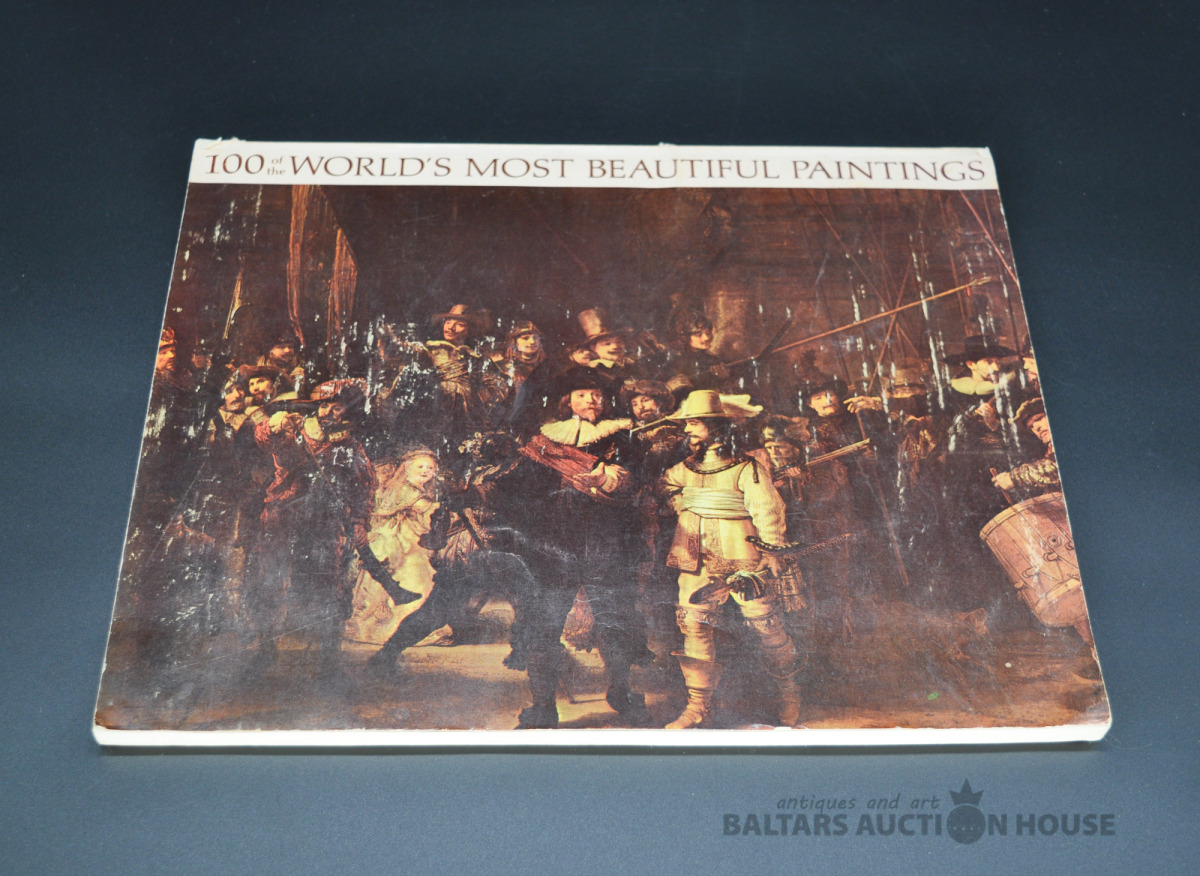 100 of the WORLD'S MOST BEAUTIFUL PAINTINGS
antiques and art
BALTARS AUCTION HOUSE